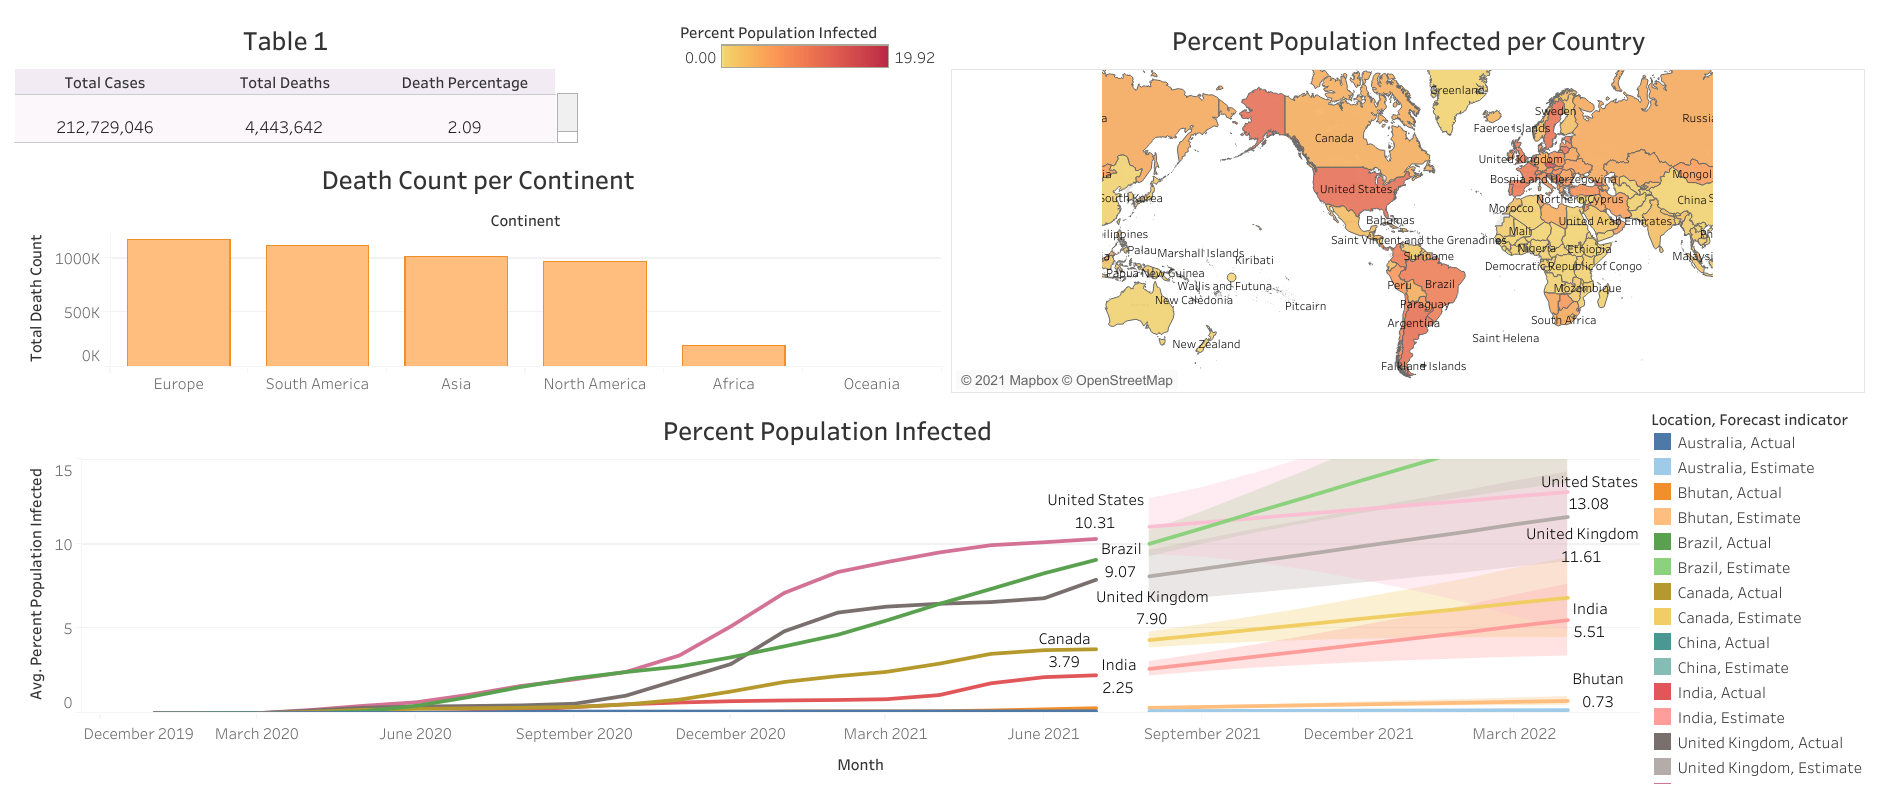 Table 1
Total Cases Total Deaths Death Percentage
212,729,046 4,443,642 2.09
Percent Population Infected
0.00 19.92
Death Count per Continent
Continent
Total Death Count
1000K
500K
0K
Europe South America Asia North America Africa Oceania
Percent Population Infected per Country
Greenland
Sweden
a
Russia
Faeroe Islands
Canada
United Kingdom
ia
Bosnia and Herzegovina
Mongol
United States
South Korea
Morocco
Northern Cyprus
China S
Bahamas
United Arab Emirates
ilippines
Saint Vincent and the Grenadines
Mali
Palau
Marshall Islands
Suriname
Nigeria
Ethiopia
Malaysi
Kiribati
Democratic Republic of Congo
Papua New Guinea
Wallis and Futuna
Peru
Brazil
Mozambique
New Caledonia
Pitcairn
Paraguay
Argentina
South Africa
New Zealand
Saint Helena
Falkland Islands
© 2021 Mapbox © OpenStreetMap
Percent Population Infected
Avg. Percent Population Infected
15
10
5
0
United States
10.31
Brazil
9.07
United Kingdom
7.90
Canada
3.79
India
2.25
United States
13.08
United Kingdom
11.61
India
5.51
Bhutan
0.73
December 2019 March 2020 June 2020 September 2020 December 2020 March 2021 June 2021 September 2021 December 2021 March 2022
Month
Location, Forecast indicator
Australia, Actual
Australia, Estimate
Bhutan, Actual
Bhutan, Estimate
Brazil, Actual
Brazil, Estimate
Canada, Actual
Canada, Estimate
China, Actual
China, Estimate
India, Actual
India, Estimate
United Kingdom, Actual
United Kingdom, Estimate